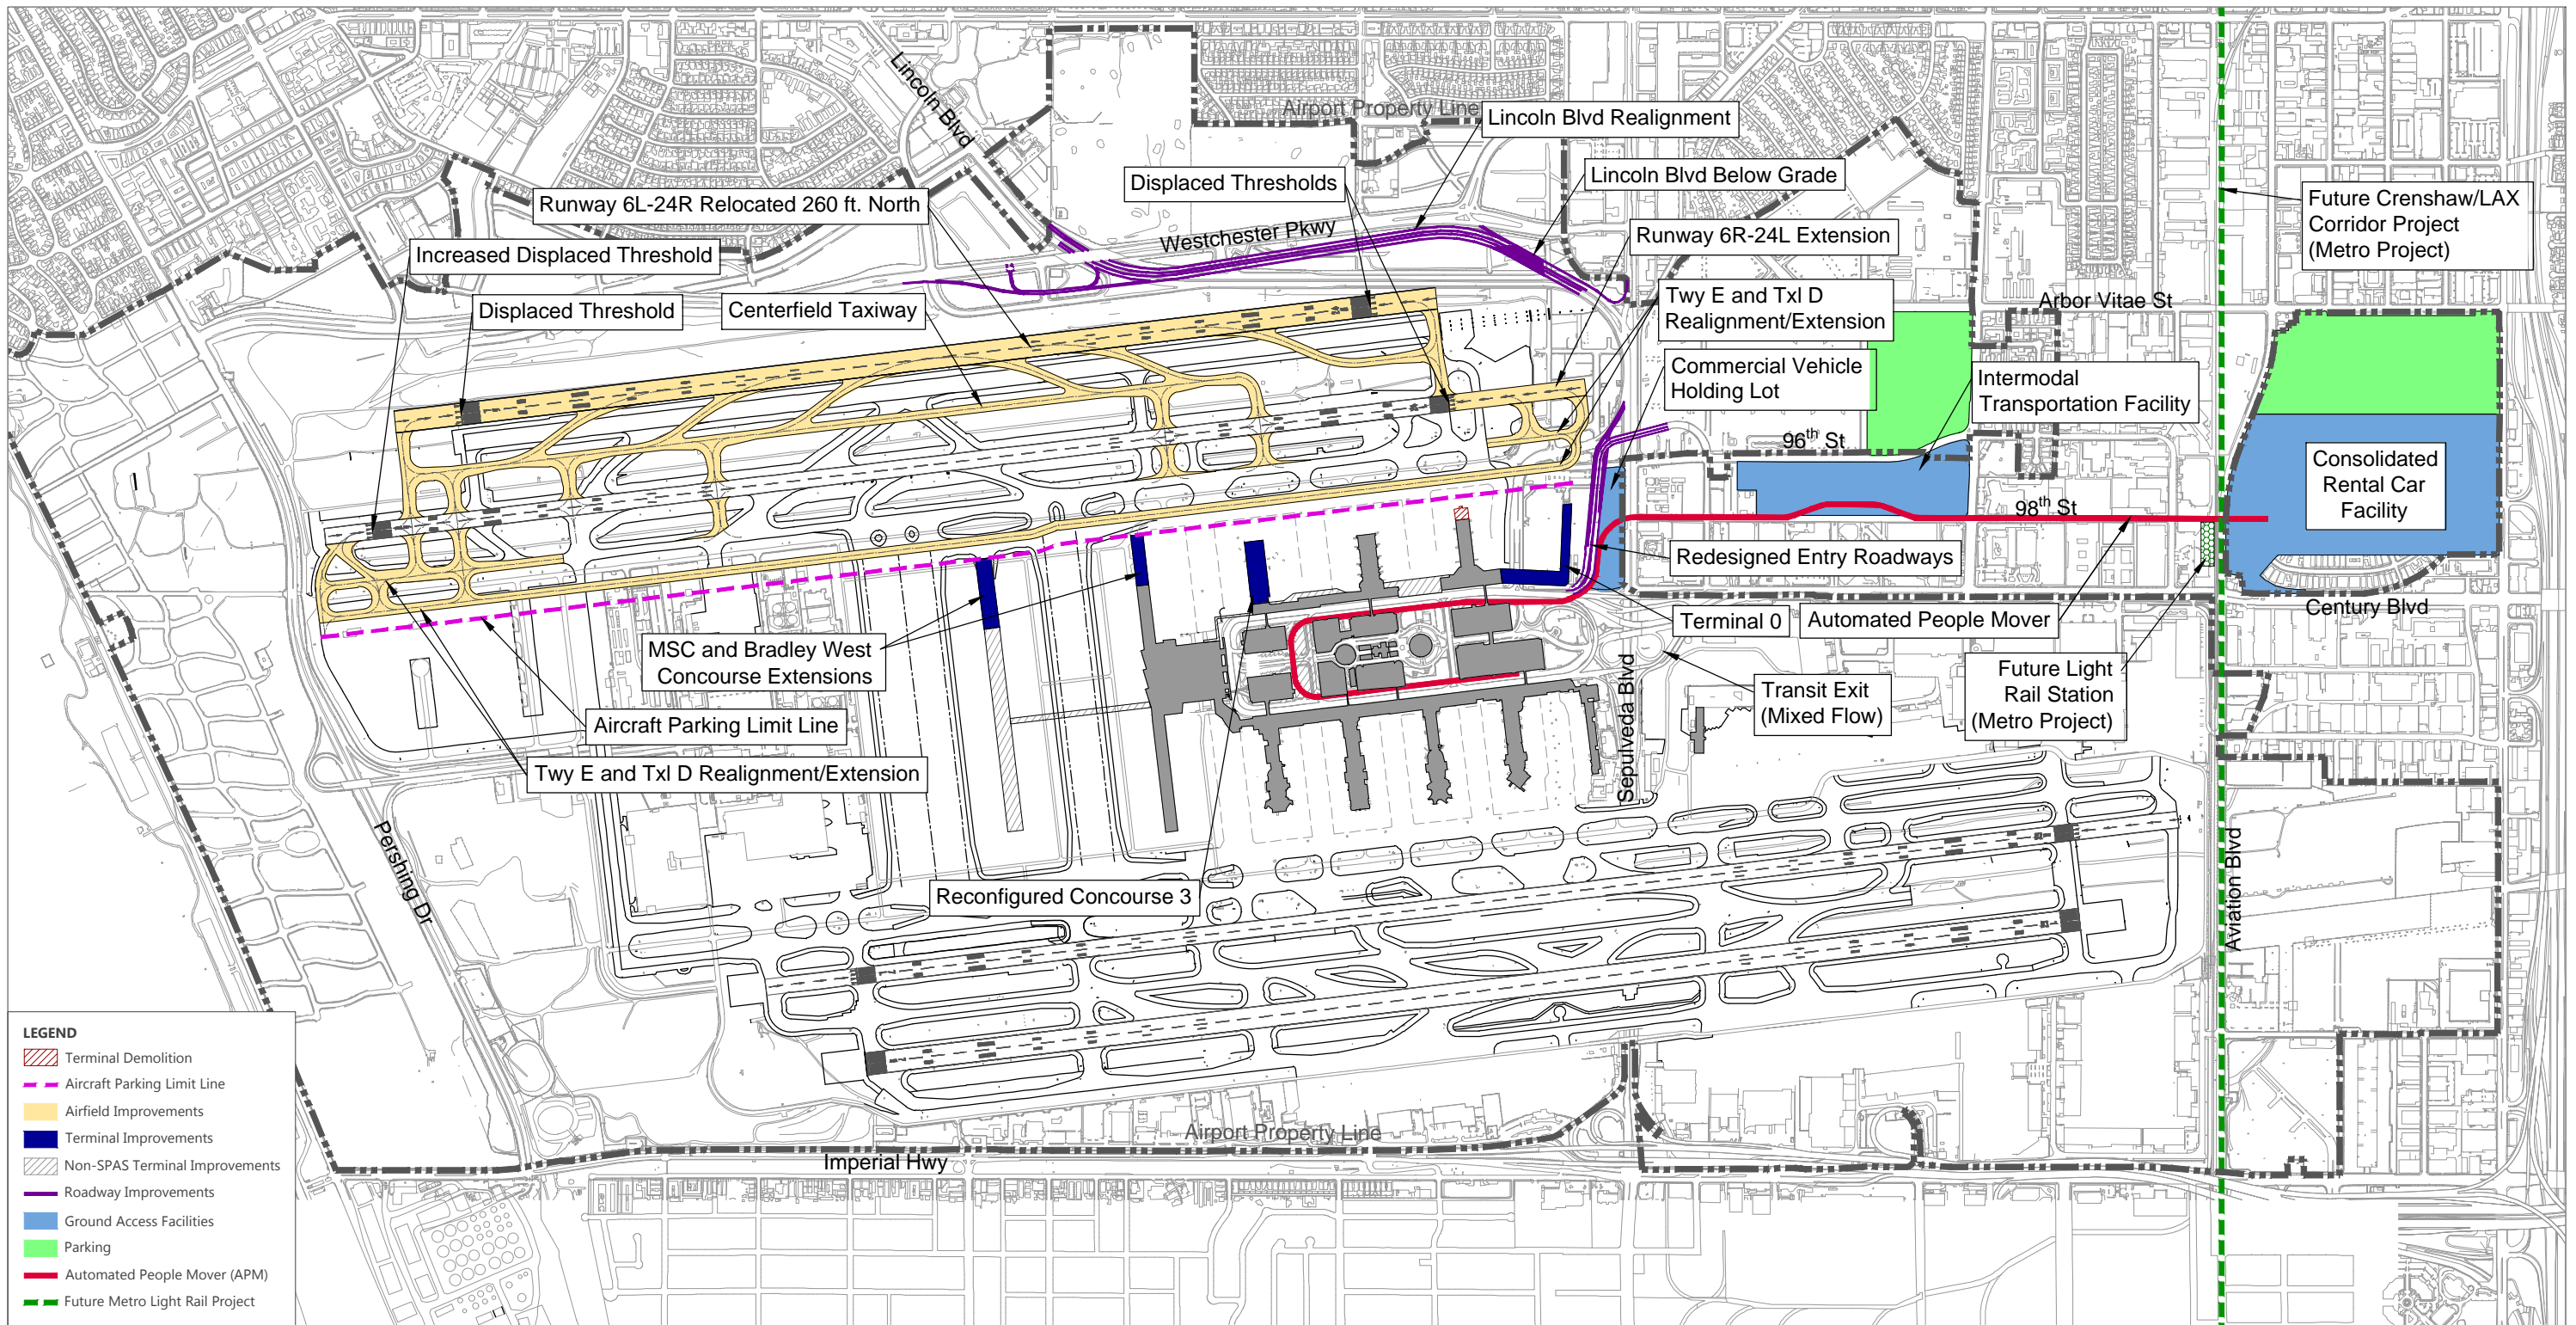 Lincoln Blvd
Airport Property Line
Lincoln Blvd Realignment
Displaced Thresholds
Lincoln Blvd Below Grade
Runway 6L-24R Relocated 260 ft. North
Future Crenshaw/LAX
Corridor Project
(Metro Project)
Westchester Pkwy
Runway 6R-24L Extension
Increased Displaced Threshold
Displaced Threshold
Centerfield Taxiway
Twy E and Txl D
Realignment/Extension
Arbor Vitae St
Commercial Vehicle
Holding Lot
Intermodal
Transportation Facility
96th St
Consolidated
Rental Car
Facility
98th St
Redesigned Entry Roadways
Terminal 0
Automated People Mover
Century Blvd
MSC and Bradley West
Concourse Extensions
Future Light
Rail Station
(Metro Project)
Transit Exit
(Mixed Flow)
Sepulveda Blvd
Aircraft Parking Limit Line
Twy E and Txl D Realignment/Extension
Pershing Dr
Reconfigured Concourse 3
Aviation Blvd
Airport Property Line
Imperial Hwy
LEGEND
Terminal Demolition
Aircraft Parking Limit Line
Airfield Improvements
Terminal Improvements
Non-SPAS Terminal Improvements
Roadway Improvements
Ground Access Facilities
Parking
Automated People Mover (APM)
Future Metro Light Rail Project